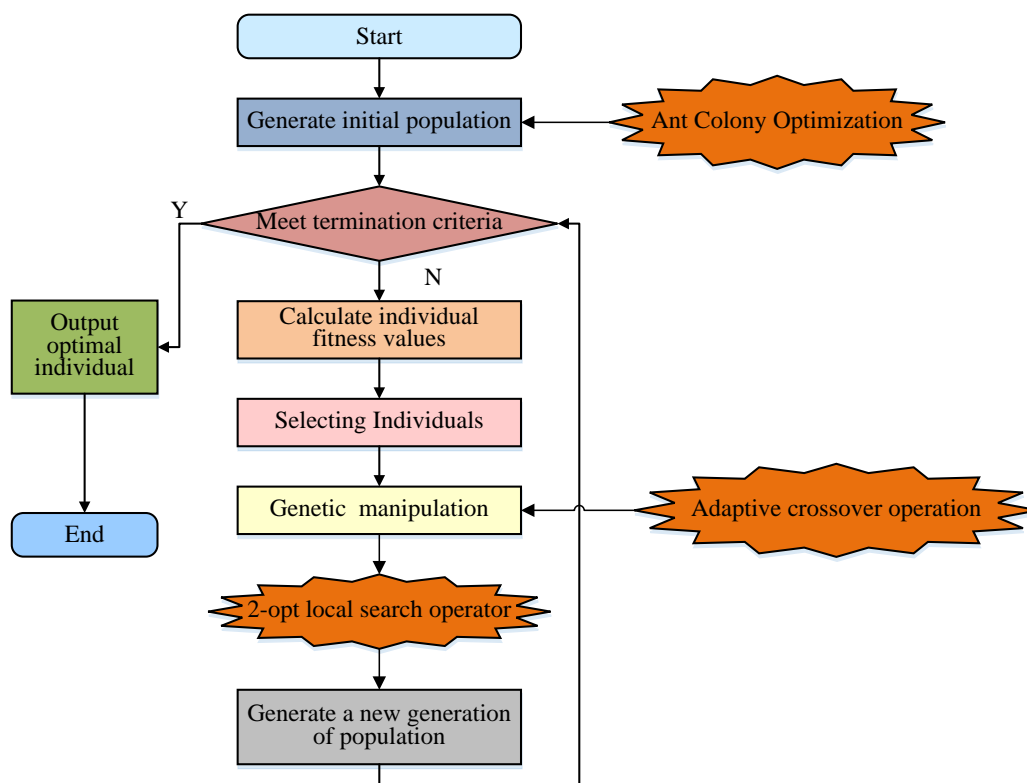 Start
Generate initial population
Ant Colony Optimization
Y
Meet termination criteria
N
Output
optimal
individual
Calculate individual
fitness values
Selecting Individuals
Genetic manipulation
Adaptive crossover operation
End
2-opt local search operator
Generate a new generation
of population